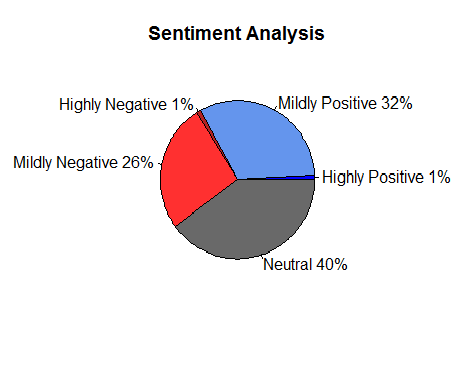 Sentiment Analysis
Highly Negative 1%
Mildly Positive 32%
Mildly Negative 26%
Highly Positive 1%
Neutral 40%